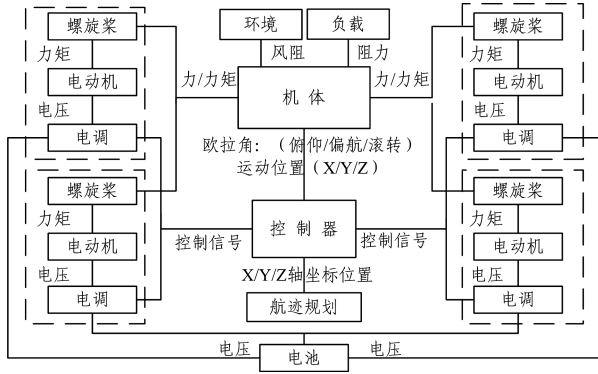 螺旋桨
环境
负载
螺旋桨
力矩
风阻
阻力
力矩
电动机
力/力矩
机体
力/力矩
电动机
电压
电压
电调
欧拉角：（俯仰/偏航/滚转）
电调
运动位置（X/Y/Z）
螺旋桨
螺旋桨
力矩
控制器
力矩
电动机
控制信号
控制信号
电动机
电压
X/Y/Z轴坐标位置
电压
电调
航迹规划
电调
电压
电池
电压